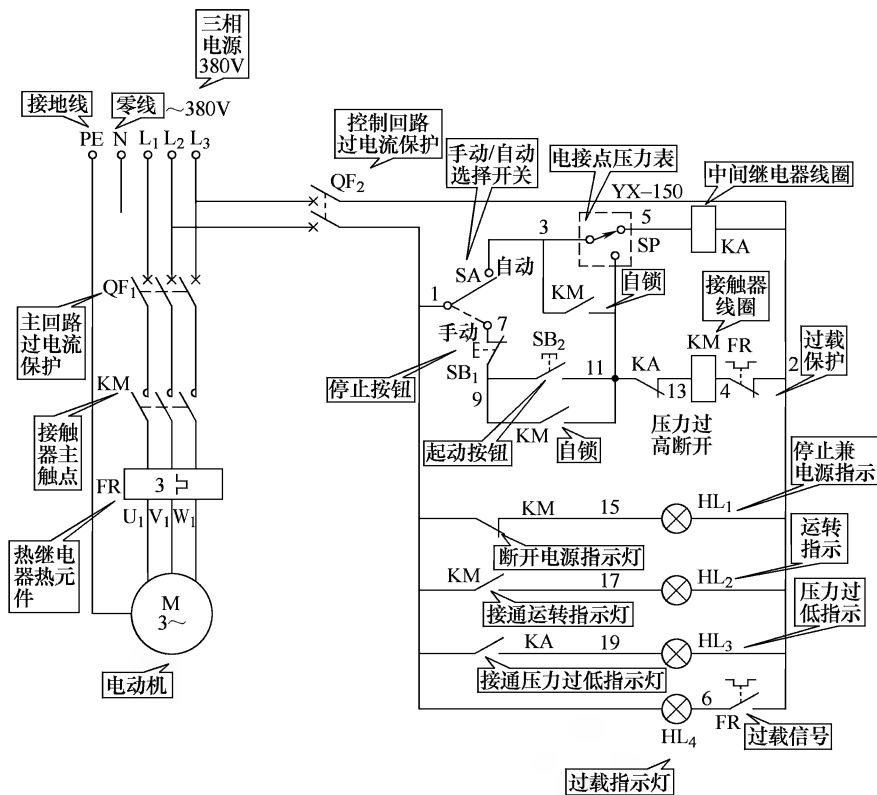 三相
电源
380V
接地线
零线
～380V
PE N L₁ L₂ L₃
控制回路
过电流保护
QF₂
手动/自动
选择开关
电接点压力表
中间继电器线圈
YX–150
3
5
SP
KA
SA
自动
1
手动
7
KM
自锁
接触器
线圈
KM
FR
过载
保护
2
QF₁
主回路
过电流
保护
停止按钮
SB₁
SB₂
9
11
KA
13
4
KM
起动按钮
自锁
压力过
高断开
KM
接触
器主
触点
FR
3
U₁ V₁ W₁
热继电
器热元
件
M
3～
电动机
KM
15
HL₁
停止兼
电源指示
断开电源指示灯
KM
17
HL₂
运转
指示
接通运转指示灯
KA
19
HL₃
压力过
低指示
接通压力过低指示灯
HL₄
6
FR
过载信号
过载指示灯